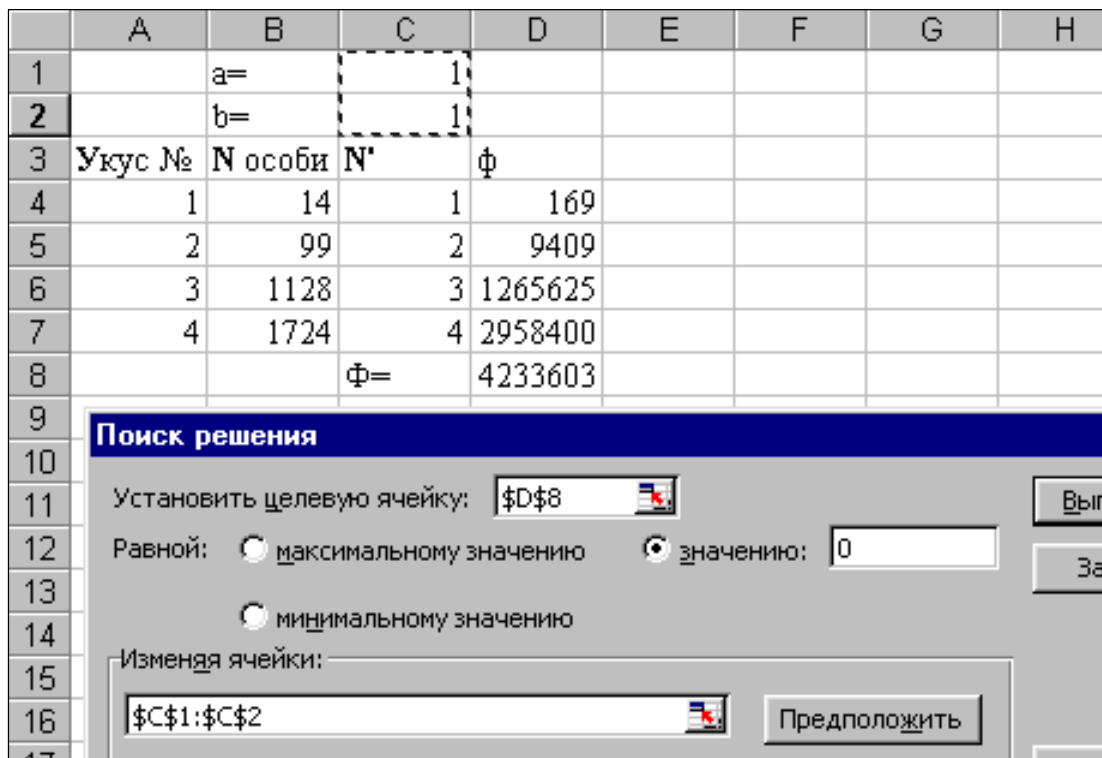 A B C D E F G H
1 a= 1
2 b= 1
3 Укус № N особи N' ф
4 1 14 1 169
5 2 99 2 9409
6 3 1128 3 1265625
7 4 1724 4 2958400
8 Ф= 4233603
9
10 Поиск решения
11 Установить целевую ячейку: $D$8
12 Равной: максимальному значению значению: 0
13
14 минимальному значению
15 Изменяя ячейки:
16 $C$1:$C$2 Предположить